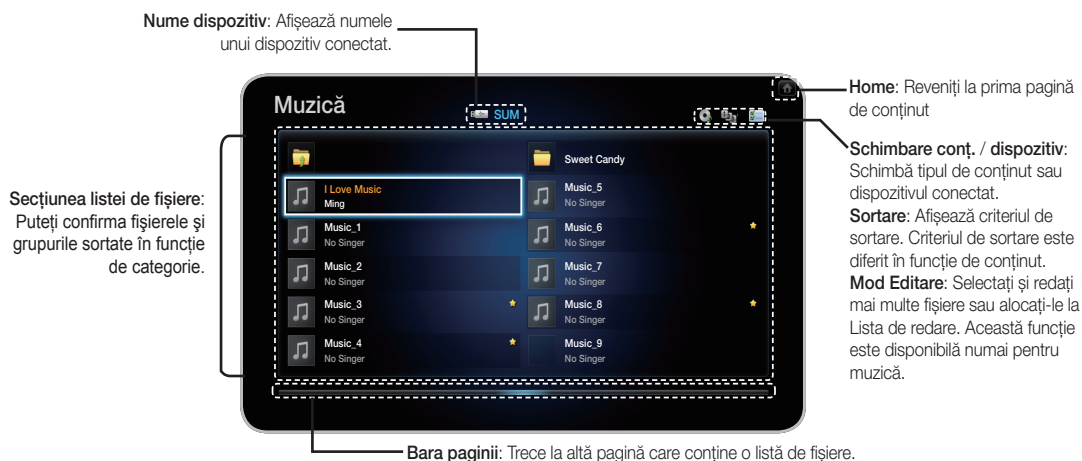 Nume dispozitiv: Afișează numele
unui dispozitiv conectat.
Muzică
SUM
Home: Reveniți la prima pagină
de conținut
Schimbare conț. / dispozitiv:
Schimbă tipul de conținut sau
dispozitivul conectat.
Sortare: Afișează criteriul de
sortare. Criteriul de sortare este
diferit în funcție de conținut.
Mod Editare: Selectați și redați
mai multe fișiere sau alocați-le la
Lista de redare. Această funcție
este disponibilă numai pentru
muzică.
Secțiunea listei de fișiere:
Puteți confirma fişierele şi
grupurile sortate în funcție
de categorie.
Sweet Candy
I Love Music
Ming
Music_5
No Singer
Music_1
No Singer
Music_6
No Singer
Music_2
No Singer
Music_7
No Singer
Music_3
No Singer
Music_8
No Singer
Music_4
No Singer
Music_9
No Singer
Bara paginii: Trece la altă pagină care conține o listă de fișiere.